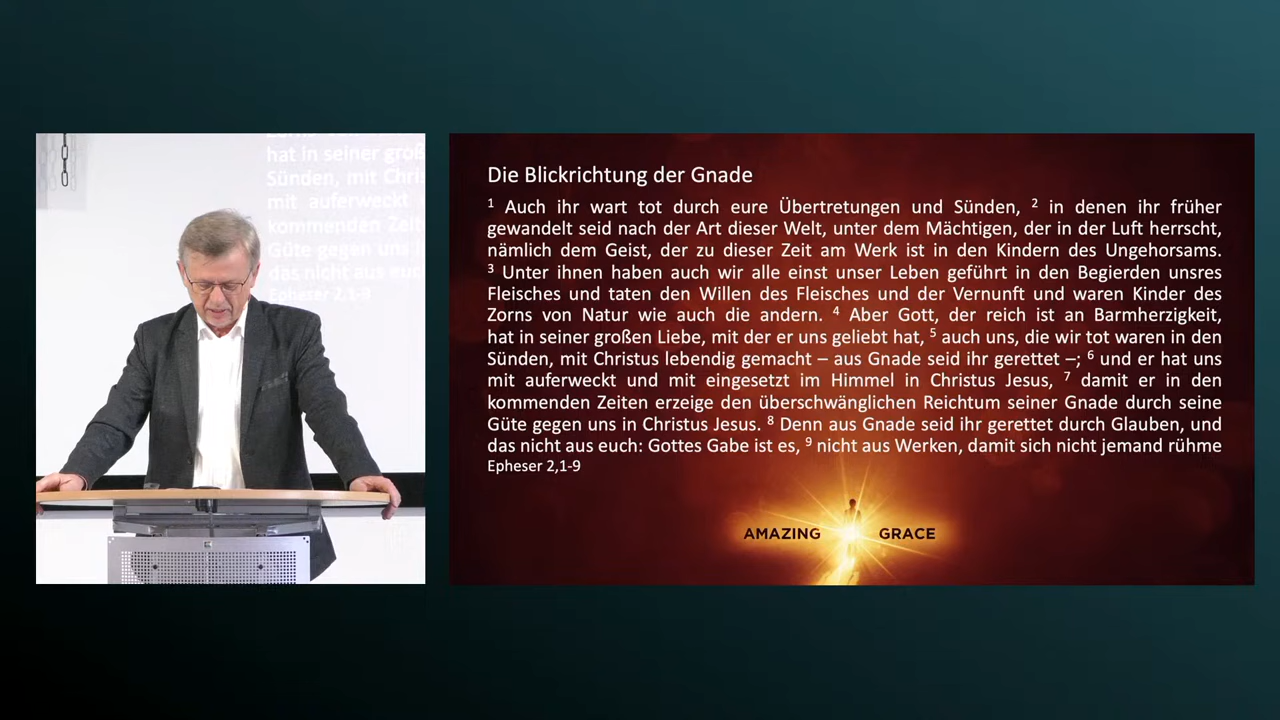 hat in seiner groß
Sünden, mit Chri
mit auferweckt
kommenden Zeit
Güte gegen uns i
das nicht aus euc
Epheser 2,1-9
Die Blickrichtung der Gnade
1 Auch ihr wart tot durch eure Übertretungen und Sünden, 2 in denen ihr früher
gewandelt seid nach der Art dieser Welt, unter dem Mächtigen, der in der Luft herrscht,
nämlich dem Geist, der zu dieser Zeit am Werk ist in den Kindern des Ungehorsams.
3 Unter ihnen haben auch wir alle einst unser Leben geführt in den Begierden unsres
Fleisches und taten den Willen des Fleisches und der Vernunft und waren Kinder des
Zorns von Natur wie auch die andern. 4 Aber Gott, der reich ist an Barmherzigkeit,
hat in seiner großen Liebe, mit der er uns geliebt hat, 5 auch uns, die wir tot waren in den
Sünden, mit Christus lebendig gemacht – aus Gnade seid ihr gerettet –; 6 und er hat uns
mit auferweckt und mit eingesetzt im Himmel in Christus Jesus, 7 damit er in den
kommenden Zeiten erzeige den überschwänglichen Reichtum seiner Gnade durch seine
Güte gegen uns in Christus Jesus. 8 Denn aus Gnade seid ihr gerettet durch Glauben, und
das nicht aus euch: Gottes Gabe ist es, 9 nicht aus Werken, damit sich nicht jemand rühme
Epheser 2,1-9
AMAZING GRACE